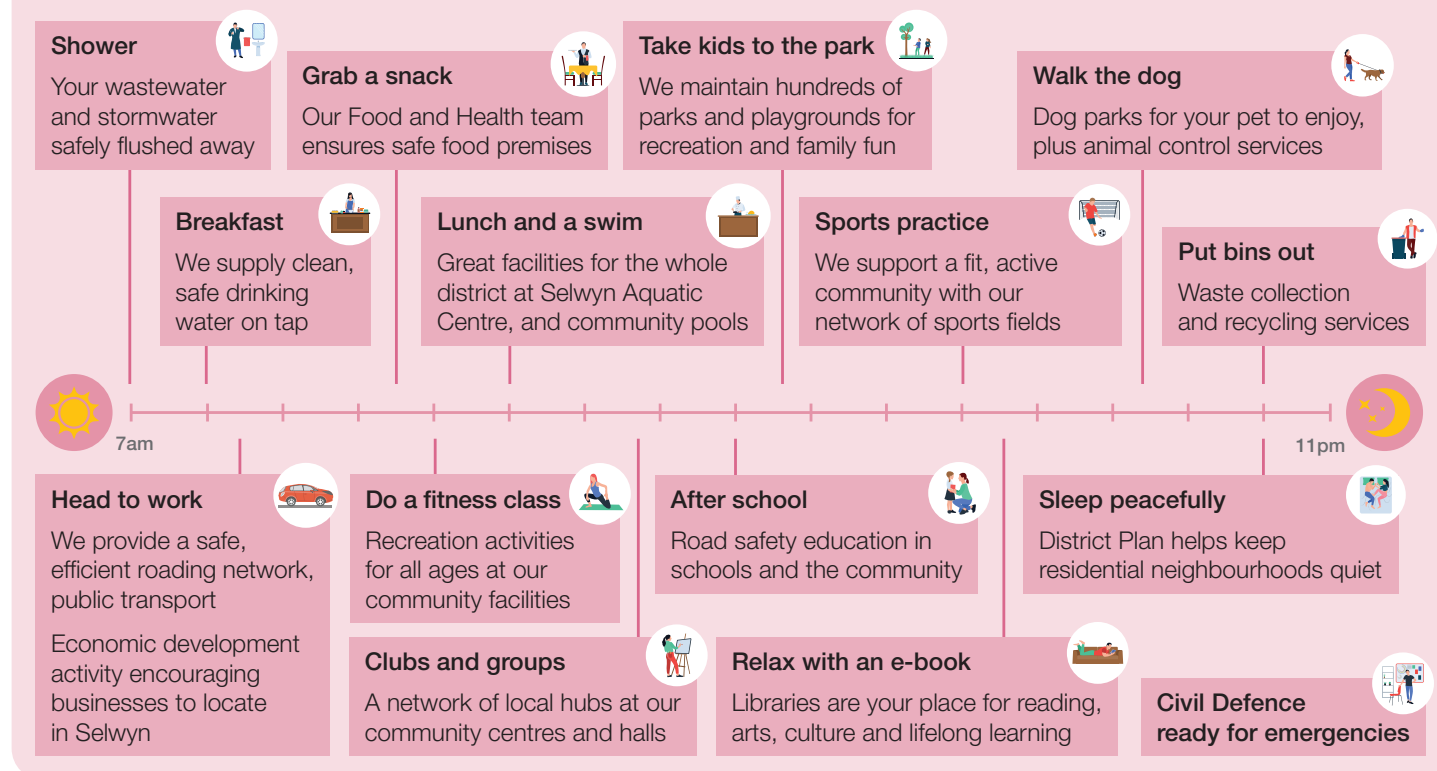 Shower
Your wastewater
and stormwater
safely flushed away
Grab a snack
Our Food and Health team
ensures safe food premises
Take kids to the park
We maintain hundreds of
parks and playgrounds for
recreation and family fun
Walk the dog
Dog parks for your pet to enjoy,
plus animal control services
Breakfast
We supply clean,
safe drinking
water on tap
Lunch and a swim
Great facilities for the whole
district at Selwyn Aquatic
Centre, and community pools
Sports practice
We support a fit, active
community with our
network of sports fields
Put bins out
Waste collection
and recycling services
7am
11pm
Head to work
We provide a safe,
efficient roading network,
public transport
Economic development
activity encouraging
businesses to locate
in Selwyn
Do a fitness class
Recreation activities
for all ages at our
community facilities
After school
Road safety education in
schools and the community
Sleep peacefully
District Plan helps keep
residential neighbourhoods quiet
Clubs and groups
A network of local hubs at our
community centres and halls
Relax with an e-book
Libraries are your place for reading,
arts, culture and lifelong learning
Civil Defence
ready for emergencies